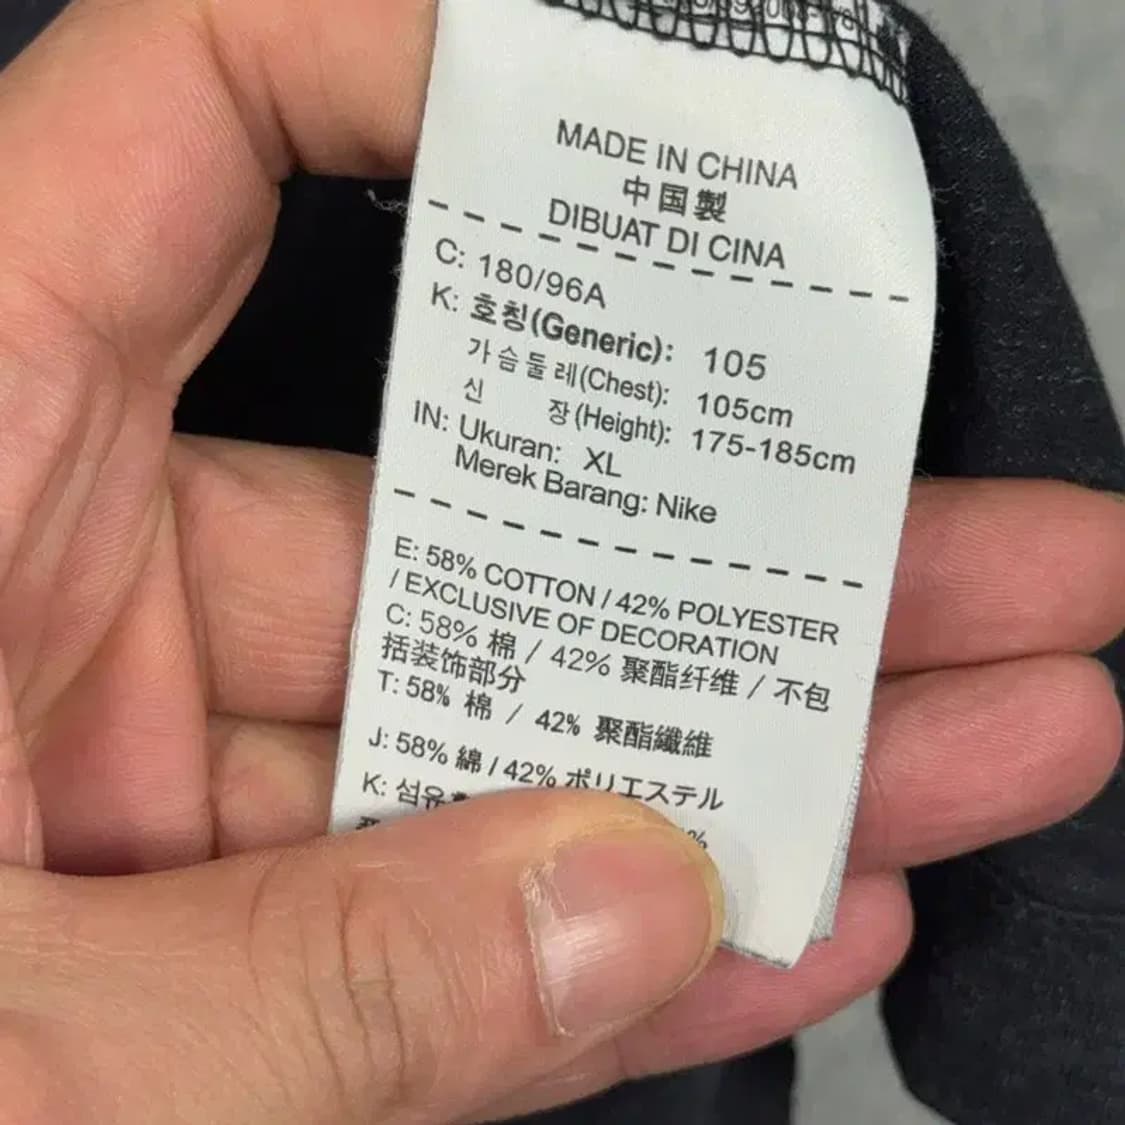 MADE IN CHINA
中国製
DIBUAT DI CINA
C: 180/96A
K: 호칭(Generic): 105
가슴둘레(Chest): 105cm
신 장(Height): 175-185cm
IN: Ukuran: XL
Merek Barang: Nike
E: 58% COTTON / 42% POLYESTER
/ EXCLUSIVE OF DECORATION
C: 58% 棉 / 42% 聚酯纤维 / 不包
括装饰部分
T: 58% 棉 / 42% 聚酯纖維
J: 58% 綿 / 42% ポリエステル
K: